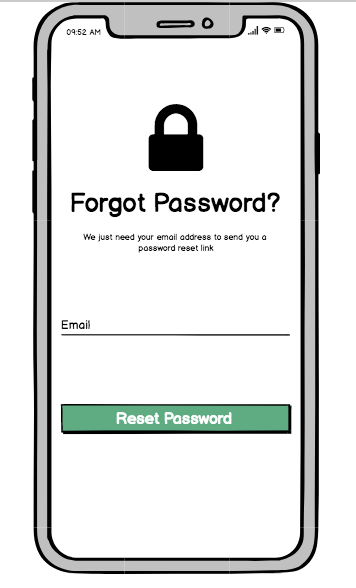 09:52 AM
Forgot Password?
We just need your email address to send you a
password reset link
Email
Reset Password